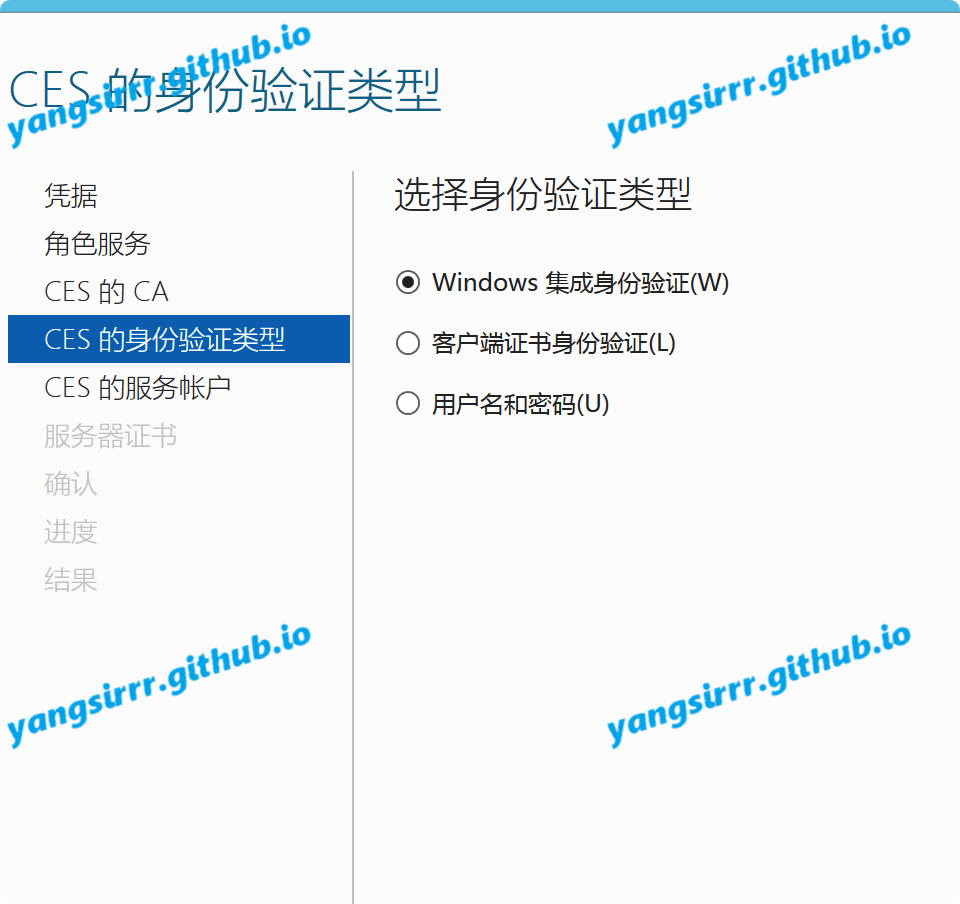 yangsirrr.github.io
yangsirrr.github.io
CES 的身份验证类型
凭据
角色服务
CES 的 CA
CES 的身份验证类型
CES 的服务帐户
服务器证书
确认
进度
结果
选择身份验证类型
Windows 集成身份验证(W)
客户端证书身份验证(L)
用户名和密码(U)
yangsirrr.github.io
yangsirrr.github.io